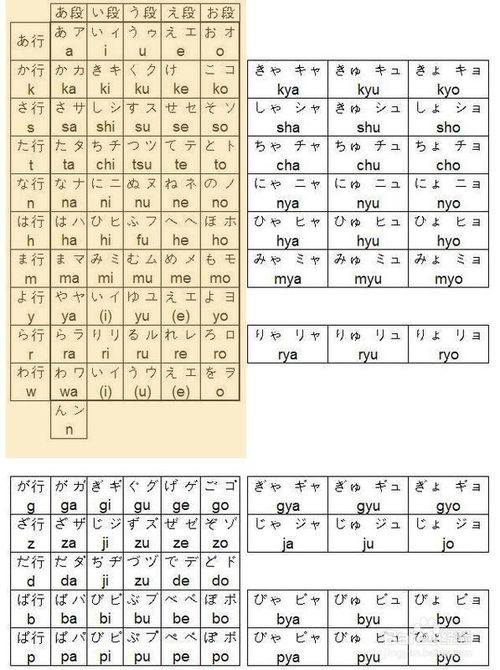 あ段 い段 う段 え段 お段
あ行 あ ア い イ う ゥ え エ お オ
a i u e o
か行 か カ き キ く ク け こ コ きゃ キャ きゅ キュ きょ キョ
k ka ki ku ke ko kya kyu kyo
さ行 さ サ し シ す ス せ セ そ ソ しゃ シャ きゅ シュ しょ ショ
s sa shi su se so sha shu sho
た行 た タ ち チ つ ツ て テ と ト ちゃ チャ ちゅ チュ ちょ チョ
t ta chi tsu te to cha chu cho
な行 な ナ に ニ ぬ ヌ ね ネ の ノ にゃ ニャ にゅ ニュ にょ ニョ
n na ni nu ne no nya nyu nyo
は行 は ハ ひ ヒ ふ フ へ ヘ ほ ホ ひゃ ヒャ ひゅ ヒュ ひょ ヒョ
h ha hi fu he ho hya hyu hyo
ま行 ま マ み ミ む ム め メ も モ みゃ ミャ みゅ ミュ みょ ミョ
m ma mi mu me mo mya myu myo
よ行 や ヤ い イ ゆ ユ え エ よ ヨ
y ya (i) yu (e) yo
ら行 ら ラ り リ る ル れ レ ろ ロ りゃ リャ りゅ リュ りょ リョ
r ra ri ru re ro rya ryu ryo
わ行 わ ワ い イ う ウ え エ を ヲ
w wa (i) (u) (e) o
ん ン
n
が行 が ガ ぎ ギ ぐ グ げ ゲ ご ゴ ぎゃ ギャ ぎゅ ギュ ぎょ ギョ
g ga gi gu ge go gya gyu gyo
ざ行 ざ ザ じ ジ ず ズ ぜ ゼ ぞ ゾ じゃ ジャ じゅ ジュ じょ ジョ
z za ji zu ze zo ja ju jo
だ行 だ ダ ぢ ヂ づ ヅ で デ ど ド
d da ji zu de do
ば行 ば バ び ビ ぶ ブ べ ベ ぼ ボ びゃ ビャ びゅ ビュ びょ ビョ
b ba bi bu be bo bya byu byo
ぱ行 ぱ パ ぴ ピ ぷ プ ぺ ペ ぽ ポ ぴゃ ピャ ぴゅ ピュ ぴょ ピョ
p pa pi pu pe po pya pyu pyo